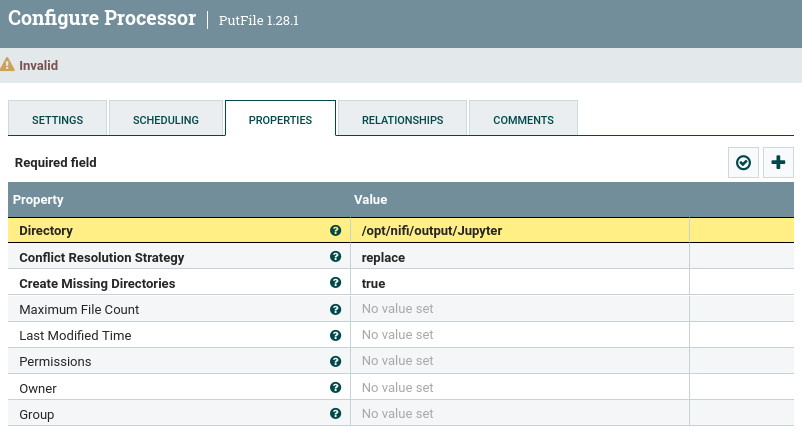 Configure Processor | PutFile 1.28.1
Invalid
SETTINGS SCHEDULING PROPERTIES RELATIONSHIPS COMMENTS
Required field
Property Value
Directory /opt/nifi/output/Jupyter
Conflict Resolution Strategy replace
Create Missing Directories true
Maximum File Count No value set
Last Modified Time No value set
Permissions No value set
Owner No value set
Group No value set